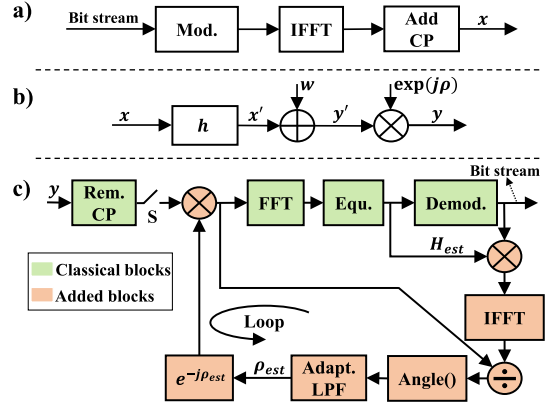 a)
Bit stream
Mod.
IFFT
Add
CP
x
b)
x
h
x'
w
y'
exp(jρ)
y
c)
y
Rem.
CP
S
FFT
Equ.
Demod.
Bit stream
H_est
Classical blocks
Added blocks
IFFT
Loop
e^{-jρ_est}
ρ_est
Adapt.
LPF
Angle()